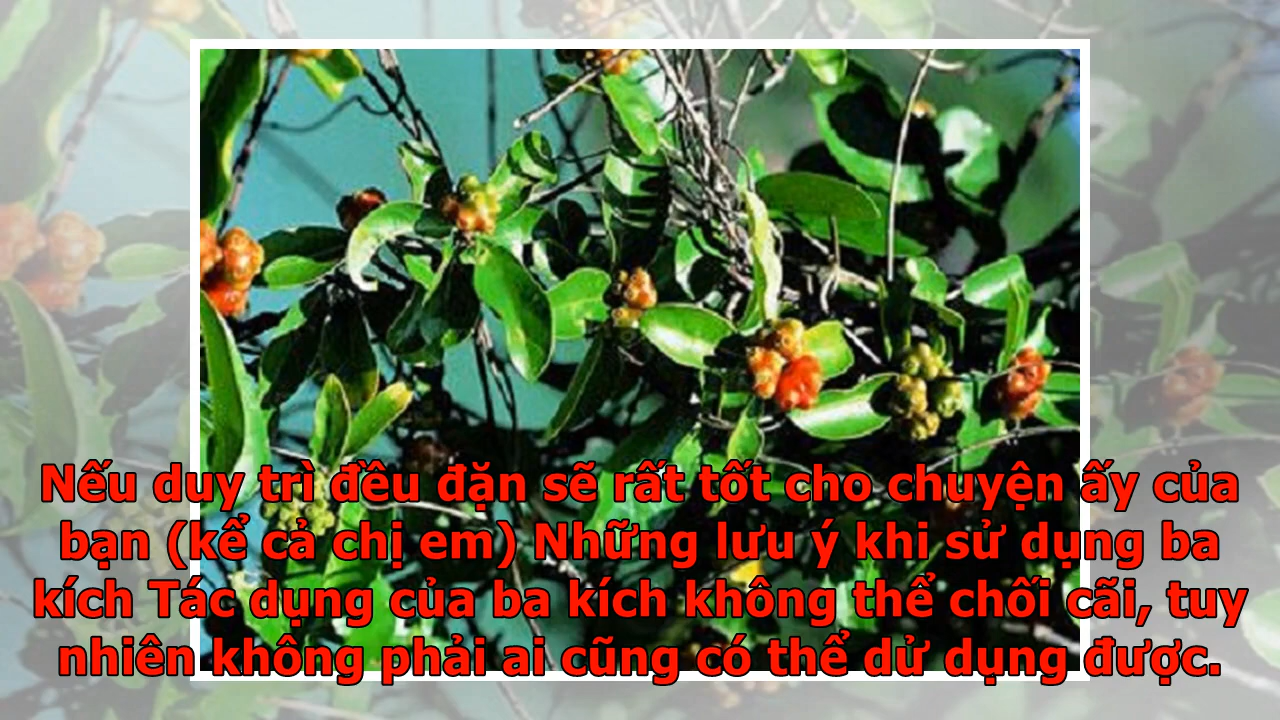 Nếu duy trì đều đặn sẽ rất tốt cho chuyện ấy của
bạn (kể cả chị em) Những lưu ý khi sử dụng ba
kích Tác dụng của ba kích không thể chối cãi, tuy
nhiên không phải ai cũng có thể dử dụng được.